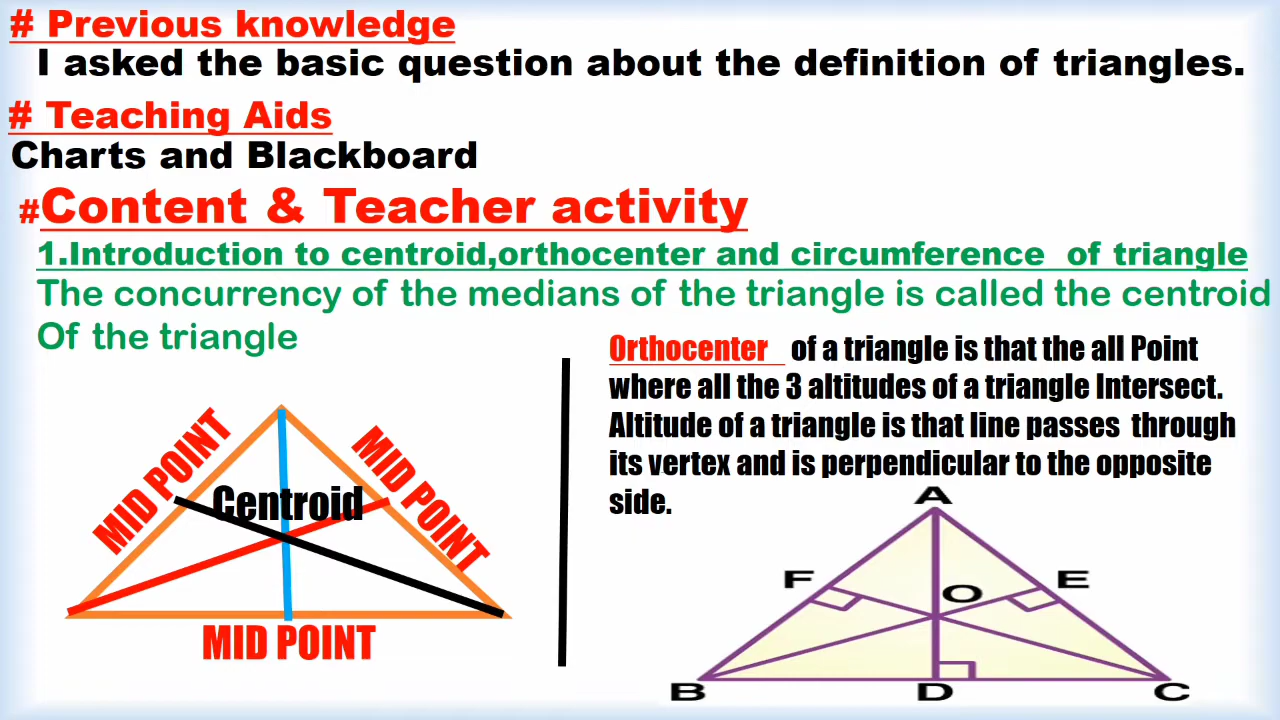 # Previous knowledge
I asked the basic question about the definition of triangles.
# Teaching Aids
Charts and Blackboard
#Content & Teacher activity
1.Introduction to centroid,orthocenter and circumference of triangle
The concurrency of the medians of the triangle is called the centroid
Of the triangle
MID POINT
MID POINT
Centroid
MID POINT
Orthocenter of a triangle is that the all Point
where all the 3 altitudes of a triangle Intersect.
Altitude of a triangle is that line passes through
its vertex and is perpendicular to the opposite
side.
A
F
E
O
B
D
C